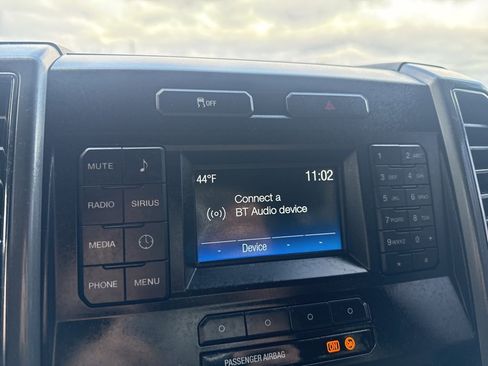 OFF
MUTE
RADIO SIRIUS
MEDIA
PHONE MENU
44°F 11:02
Connect a
BT Audio device
Device
1 2 ABC
3 DEF 4 GHI
5 JKL 6 MNO
7 PQRS 8 TUV
9 WXYZ 0 +
* #
PASSENGER AIRBAG ON